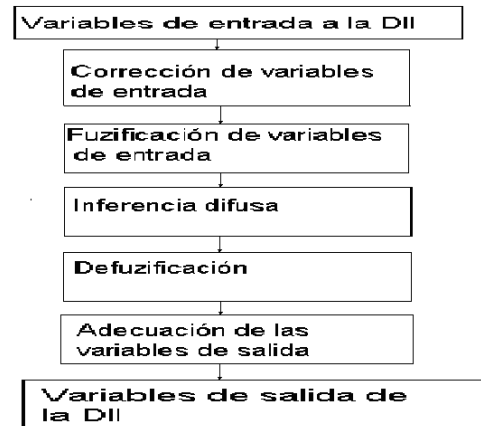 Variables de entrada a la DII
Corrección de variables
de entrada
Fuzificación de variables
de entrada
Inferencia difusa
Defuzificación
Adecuación de las
variables de salida
Variables de salida de
la DII